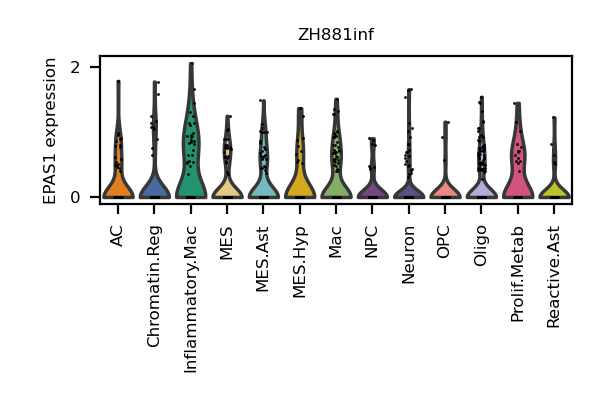 ZH881inf
EPAS1 expression
2
0
AC
Chromatin.Reg
Inflammatory.Mac
MES
MES.Ast
MES.Hyp
Mac
NPC
Neuron
OPC
Oligo
Prolif.Metab
Reactive.Ast